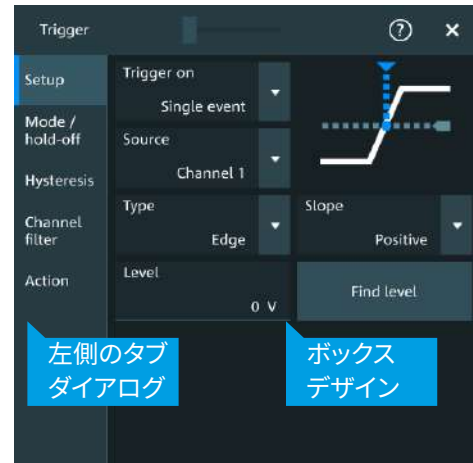 Trigger
?
×
Setup
Mode /
hold-off
Hysteresis
Channel
filter
Action
Trigger on
Single event
Source
Channel 1
Type
Edge
Slope
Positive
Level
0 V
Find level
左側のタブ
ダイアログ
ボックス
デザイン